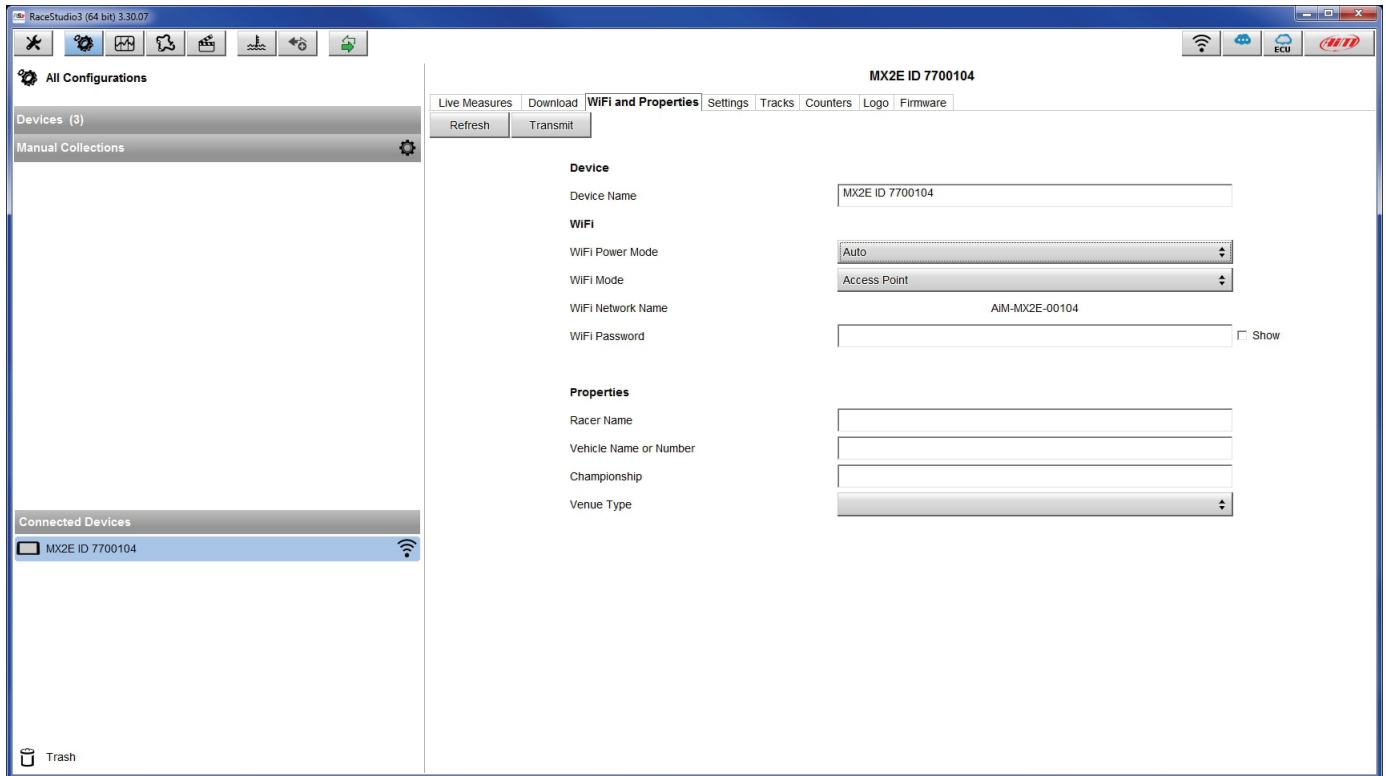 RaceStudio3 (64 bit) 3.30.07
ECU
AiM
All Configurations
Devices (3)
Manual Collections
Connected Devices
MX2E ID 7700104
Trash
MX2E ID 7700104
Live Measures Download WiFi and Properties Settings Tracks Counters Logo Firmware
Refresh Transmit
Device
Device Name MX2E ID 7700104
WiFi
WiFi Power Mode Auto
WiFi Mode Access Point
WiFi Network Name AiM-MX2E-00104
WiFi Password Show
Properties
Racer Name
Vehicle Name or Number
Championship
Venue Type